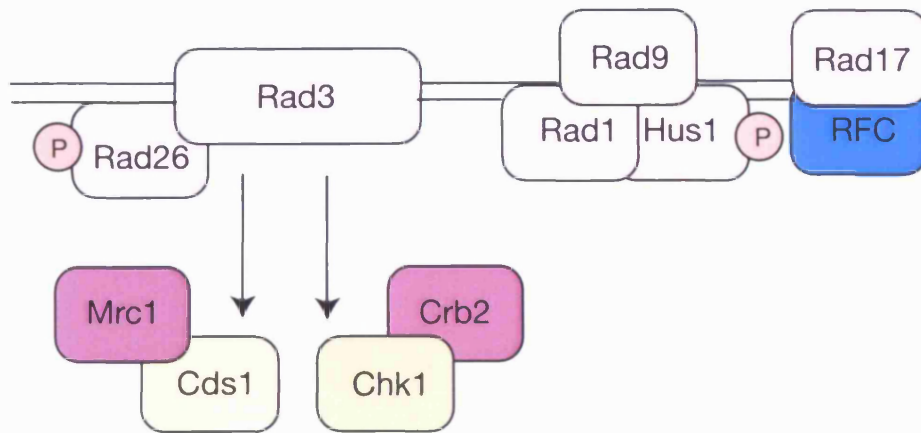 Rad9
Rad17
Rad3
Rad1
Hus1
P
RFC
P
Rad26
Mrc1
Crb2
Cds1
Chk1